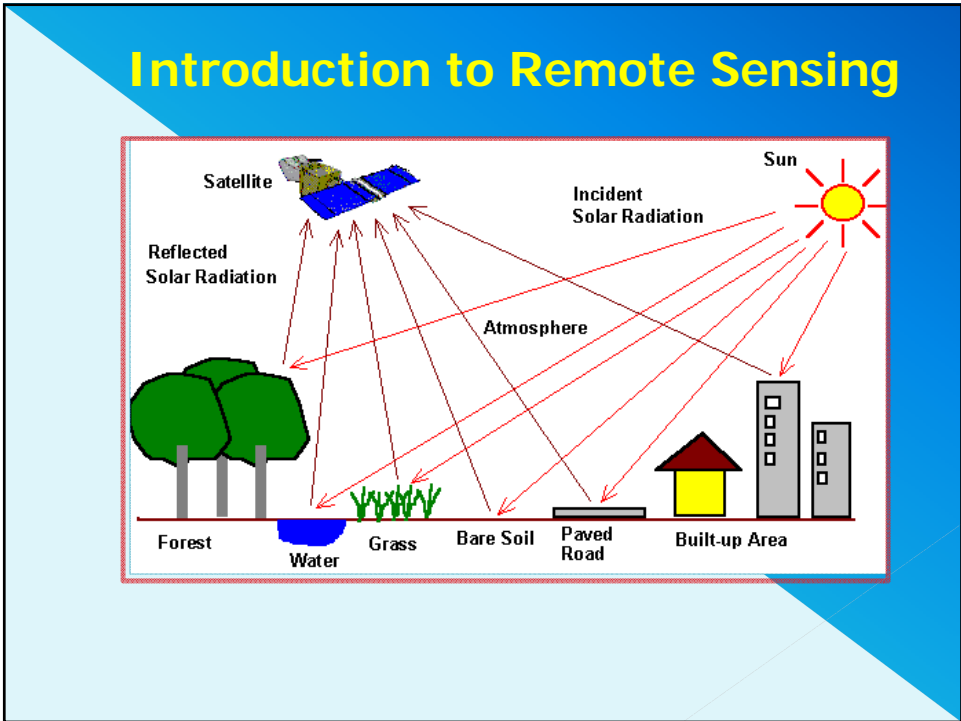 Introduction to Remote Sensing
Satellite
Sun
Incident
Solar Radiation
Reflected
Solar Radiation
Atmosphere
Forest
Water
Grass
Bare Soil
Paved
Road
Built-up Area